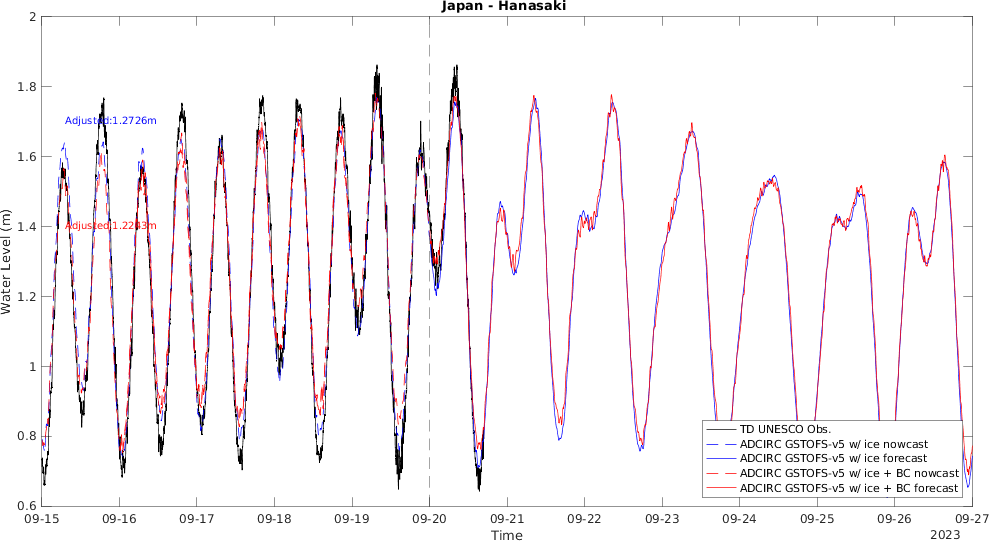 Japan - Hanasaki
2
1.8
1.6
1.4
1.2
1
0.8
0.6
Water Level (m)
Adjusted:1.2726m
Adjusted:1.2283m
TD UNESCO Obs.
ADCIRC GSTOFS-v5 w/ ice nowcast
ADCIRC GSTOFS-v5 w/ ice forecast
ADCIRC GSTOFS-v5 w/ ice + BC nowcast
ADCIRC GSTOFS-v5 w/ ice + BC forecast
09-15 09-16 09-17 09-18 09-19 09-20 09-21 09-22 09-23 09-24 09-25 09-26 09-27
Time
2023